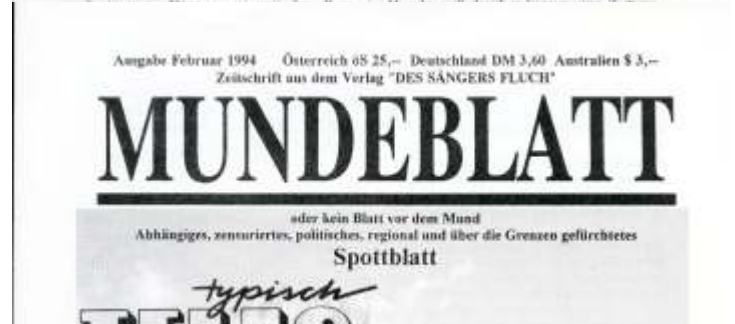 Ausgabe Februar 1994 Österreich öS 25,-- Deutschland DM 3,60 Australien $ 3,--
Zeitschrift aus dem Verlag "DES SÄNGERS FLUCH"
MUNDEBLATT
oder kein Blatt vor dem Mund
Abhängiges, zensuriertes, politisches, regional und über die Grenzen gefürchtetes
Spottblatt
typisch